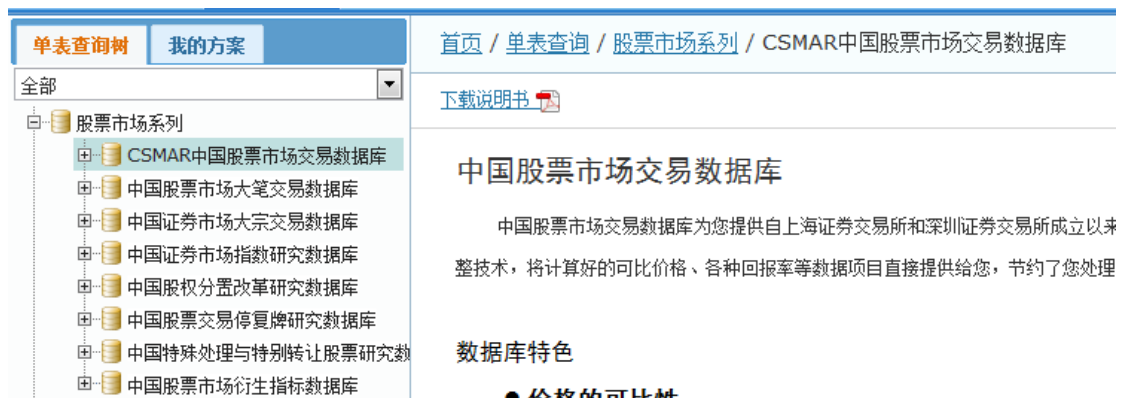 单表查询树
我的方案
全部
股票市场系列
CSMAR中国股票市场交易数据库
中国股票市场大笔交易数据库
中国证券市场大宗交易数据库
中国证券市场指数研究数据库
中国股权分置改革研究数据库
中国股票交易停复牌研究数据库
中国特殊处理与特别转让股票研究数
中国股票市场衍生指标数据库
首页 / 单表查询 / 股票市场系列 / CSMAR中国股票市场交易数据库
下载说明书
中国股票市场交易数据库
中国股票市场交易数据库为您提供自上海证券交易所和深圳证券交易所成立以来
整技术，将计算好的可比价格、各种回报率等数据项目直接提供给您，节约了您处理
数据库特色
● 价格的可比性